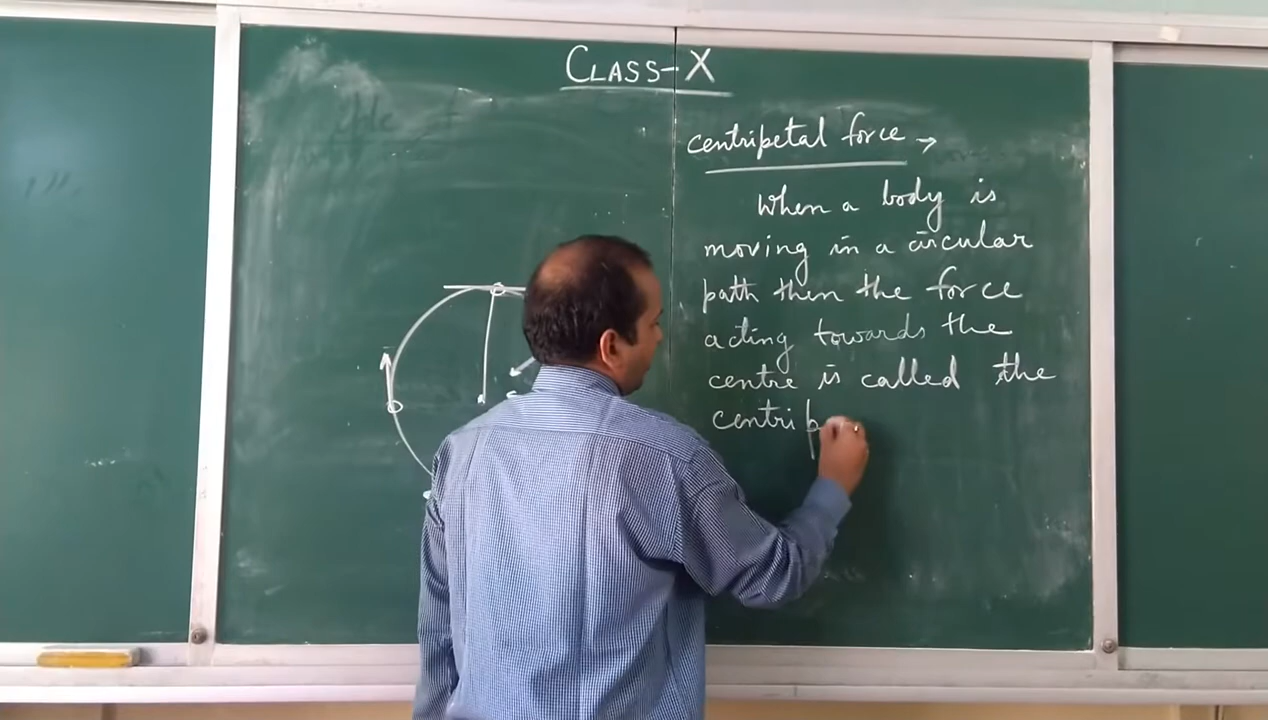 CLASS-X
centripetal force →
When a body is
moving in a circular
path then the force
acting towards the
centre is called the
centrip